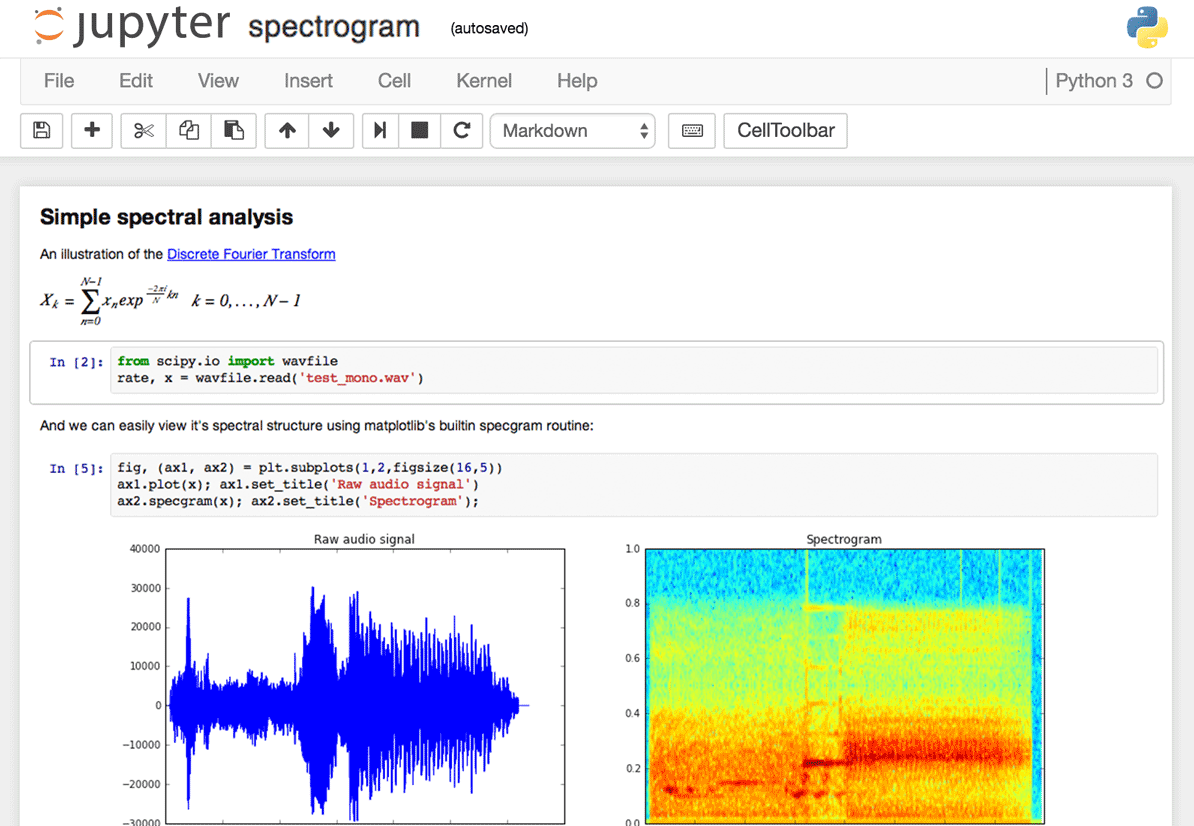 jupyter spectrogram (autosaved)
File Edit View Insert Cell Kernel Help Python 3
Markdown CellToolbar
Simple spectral analysis
An illustration of the Discrete Fourier Transform
X_k = ∑_{n=0}^{N-1} x_n exp^{\frac{-2πi}{N} kn} k = 0, . . . , N − 1
In [2]: from scipy.io import wavfile
rate, x = wavfile.read('test_mono.wav')
And we can easily view it's spectral structure using matplotlib's builtin specgram routine:
In [5]: fig, (ax1, ax2) = plt.subplots(1,2,figsize(16,5))
ax1.plot(x); ax1.set_title('Raw audio signal')
ax2.specgram(x); ax2.set_title('Spectrogram');
Raw audio signal
40000
30000
20000
10000
0
−10000
−20000
−30000
Spectrogram
1.0
0.8
0.6
0.4
0.2
0.0